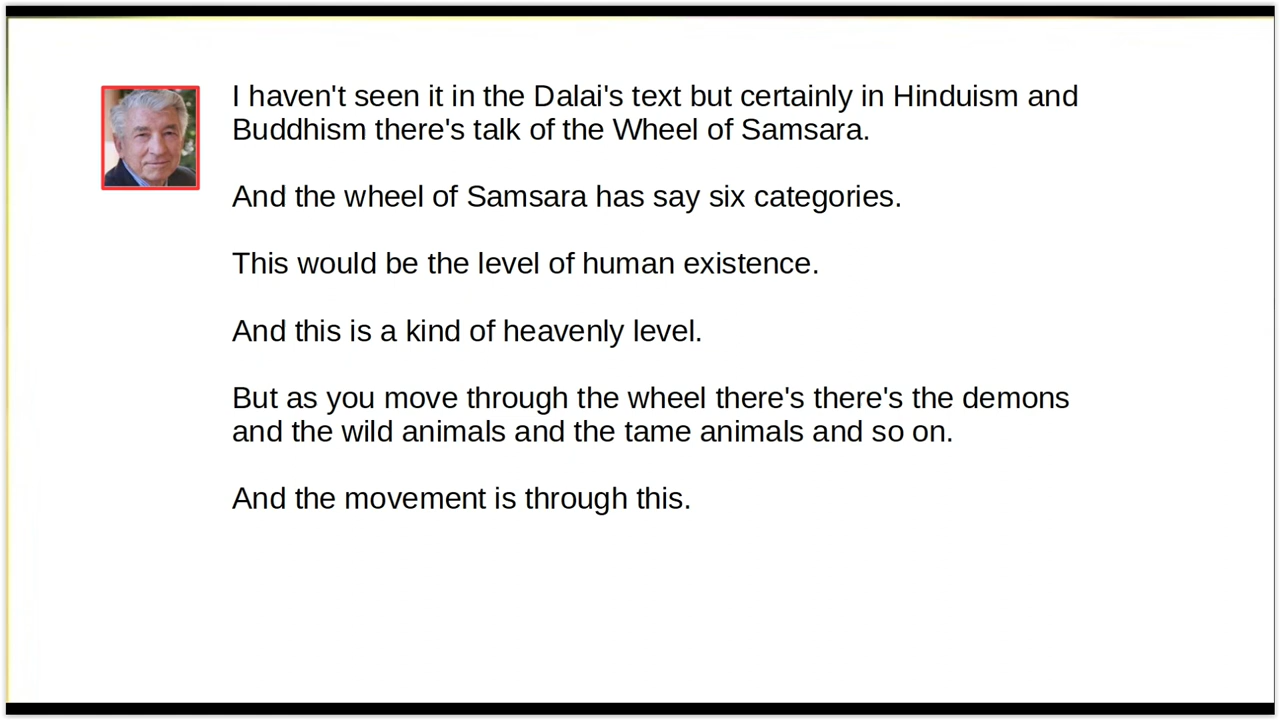 I haven't seen it in the Dalai's text but certainly in Hinduism and
Buddhism there's talk of the Wheel of Samsara.
And the wheel of Samsara has say six categories.
This would be the level of human existence.
And this is a kind of heavenly level.
But as you move through the wheel there's there's the demons
and the wild animals and the tame animals and so on.
And the movement is through this.